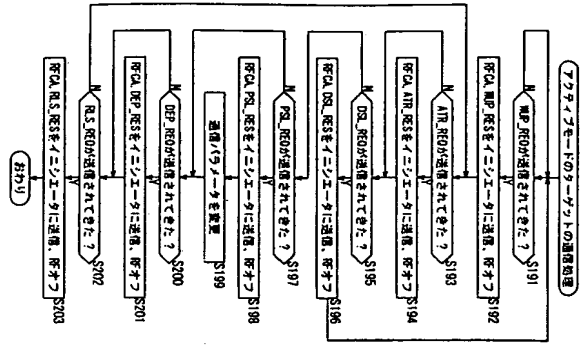 アクティブモードのターゲットの通信処理
WUP_REQが送信されてきた?
S191
N
Y
RFCA,WUP_RESをイニシエータに送信、RFオフ
S192
ATR_REQが送信されてきた?
S193
N
Y
RFCA,ATR_RESをイニシエータに送信、RFオフ
S194
DSL_REQが送信されてきた?
S195
N
Y
RFCA,DSL_RESをイニシエータに送信、RFオフ
S196
PSL_REQが送信されてきた?
S197
N
Y
RFCA,PSL_RESをイニシエータに送信、RFオフ
S198
通信パラメータを変更
S199
DEP_REQが送信されてきた?
S200
N
Y
RFCA,DEP_RESをイニシエータに送信、RFオフ
S201
RLS_REQが送信されてきた?
S202
N
Y
RFCA,RLS_RESをイニシエータに送信、RFオフ
S203
おわり